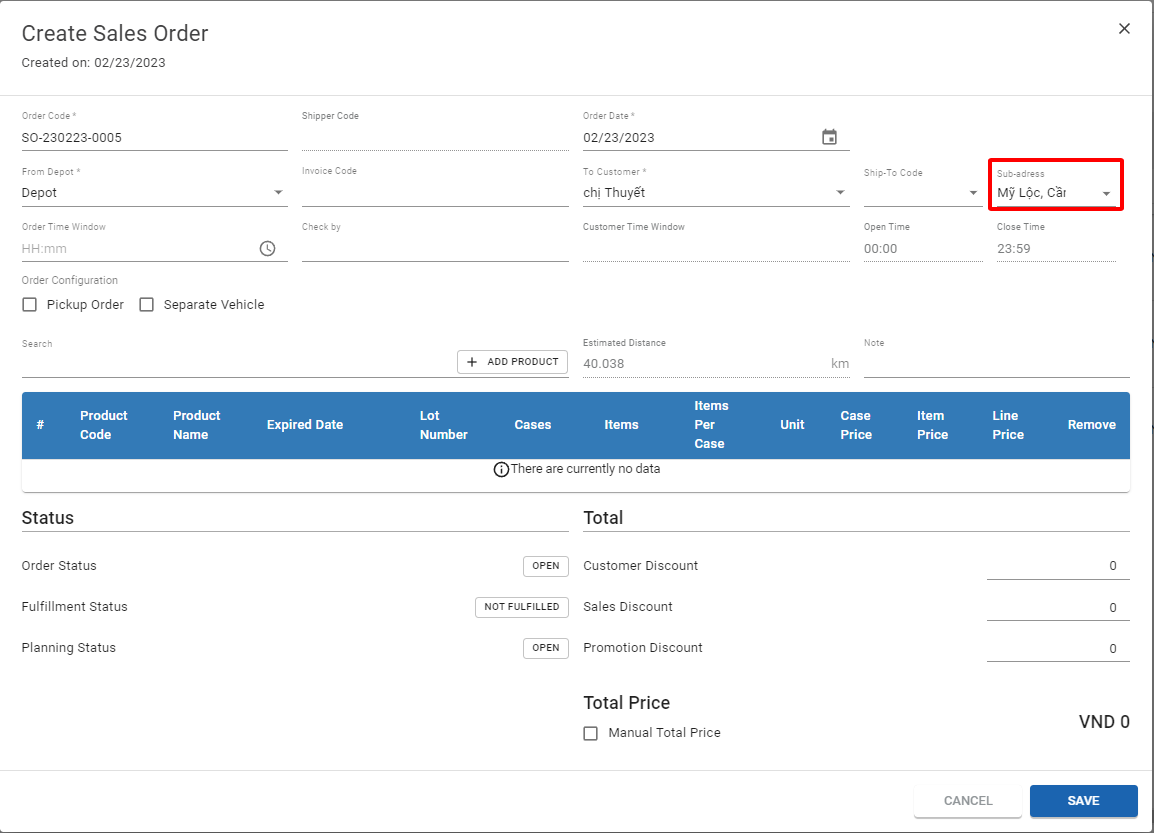 Create Sales Order
Created on: 02/23/2023
Order Code *
SO-230223-0005
Shipper Code
Order Date *
02/23/2023
From Depot *
Depot
Invoice Code
To Customer *
chị Thuyết
Ship-To Code
Sub-adress
Mỹ Lộc, Cần
Order Time Window
HH:mm
Check by
Customer Time Window
Open Time
00:00
Close Time
23:59
Order Configuration
Pickup Order
Separate Vehicle
Search
ADD PRODUCT
Estimated Distance
40.038 km
Note
# Product Code Product Name Expired Date Lot Number Cases Items Items Per Case Unit Case Price Item Price Line Price Remove
There are currently no data
Status
Order Status OPEN
Fulfillment Status NOT FULFILLED
Planning Status OPEN
Total
Customer Discount 0
Sales Discount 0
Promotion Discount 0
Total Price
Manual Total Price
VND 0
CANCEL
SAVE